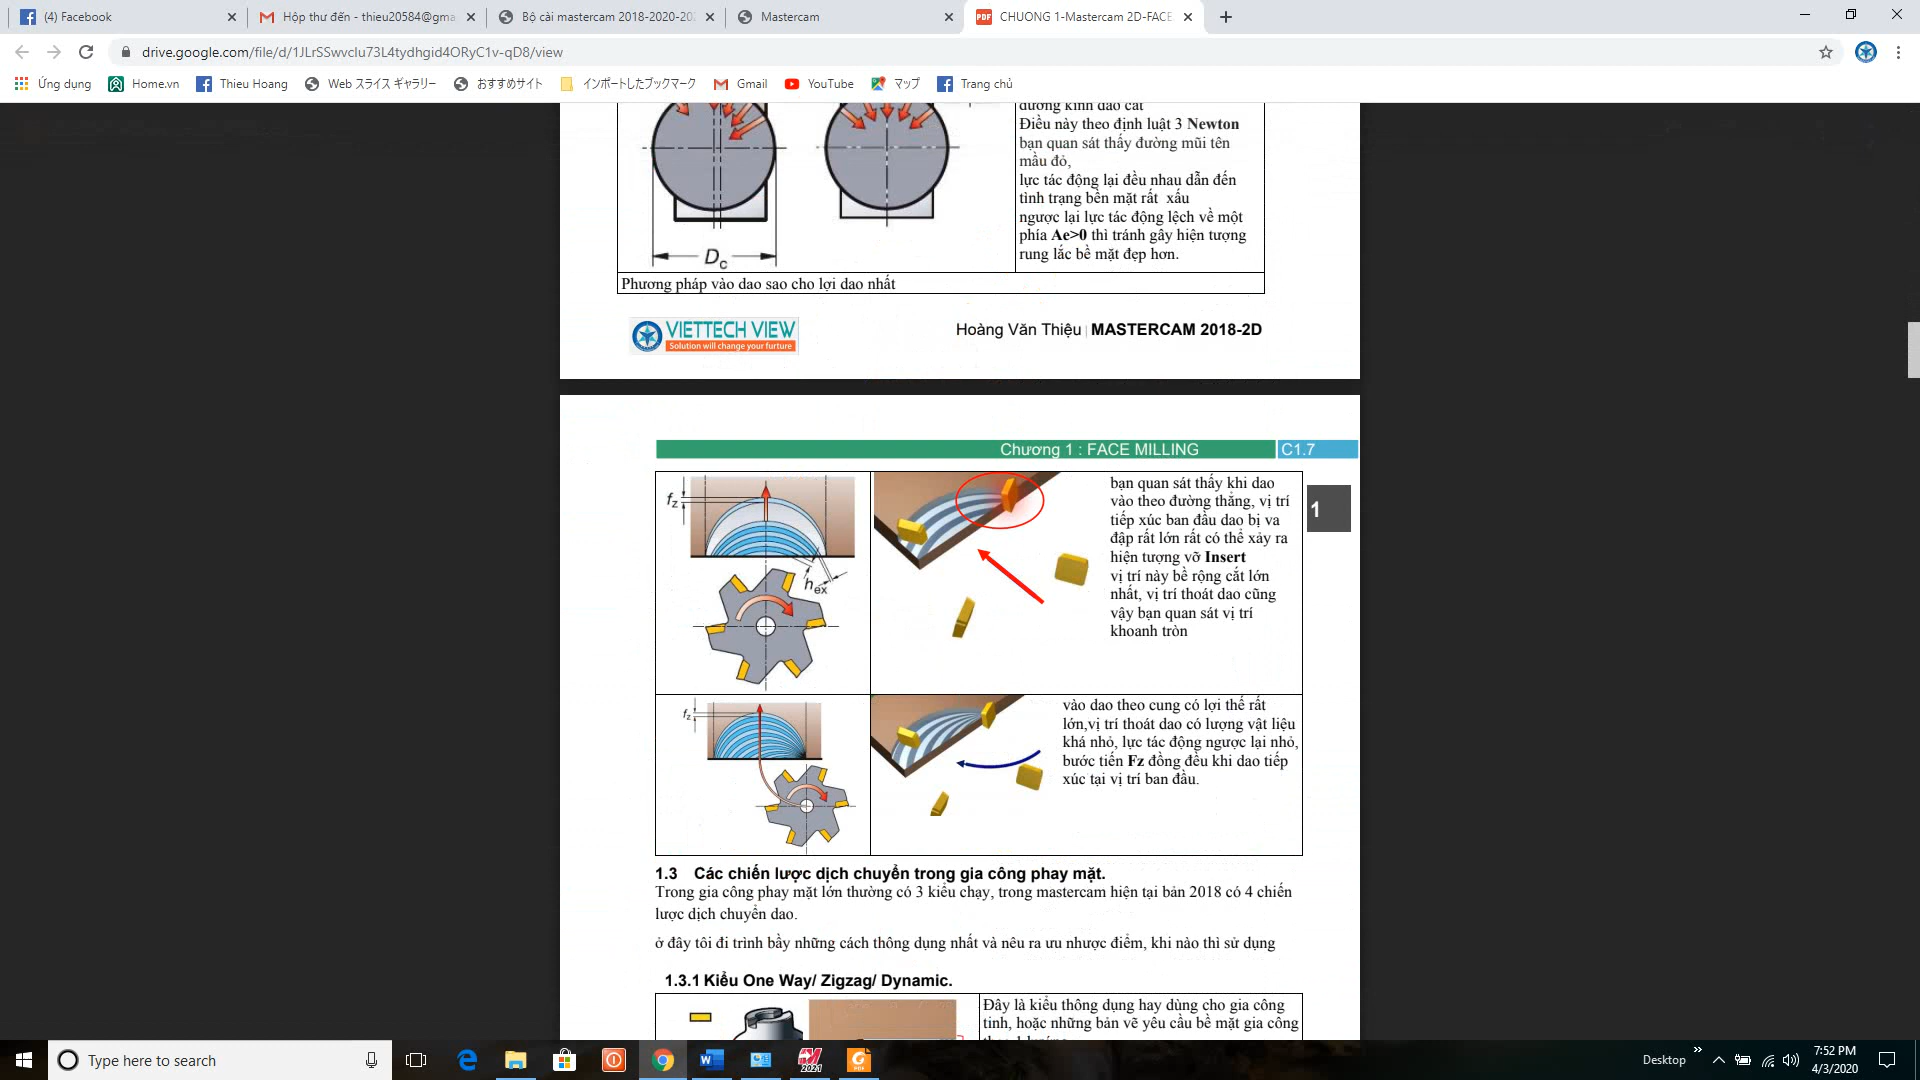 (4) Facebook
Hộp thư đến - thieu20584@gma
Bộ cài mastercam 2018-2020-202
Mastercam
PDF
CHUONG 1-Mastercam 2D-FACE
drive.google.com/file/d/1JLrSSwvclu73L4tydhgid4ORyC1v-qD8/view
Ứng dụng
Home.vn
Thieu Hoang
Web スライス ギャラリー
おすすめサイト
インポートしたブックマーク
Gmail
YouTube
マップ
Trang chủ
đường kính dao cắt
Điều này theo định luật 3 Newton
bạn quan sát thấy đường mũi tên
mầu đỏ,
lực tác động lại đều nhau dẫn đến
tình trạng bền mặt rất xấu
ngược lại lực tác động lệch về một
phía Ae>0 thì tránh gây hiện tượng
rung lắc bề mặt đẹp hơn.
Dc
Phương pháp vào dao sao cho lợi dao nhất
VIETTECH VIEW
Solution will change your furture
Hoàng Văn Thiệu | MASTERCAM 2018-2D
Chương 1 : FACE MILLING C1.7
1
fz
hex
bạn quan sát thấy khi dao
vào theo đường thẳng, vị trí
tiếp xúc ban đầu dao bị va
đập rất lớn rất có thể xảy ra
hiện tượng vỡ Insert
vị trí này bề rộng cắt lớn
nhất, vị trí thoát dao cũng
vậy bạn quan sát vị trí
khoanh tròn
fz
vào dao theo cung có lợi thế rất
lớn,vị trí thoát dao có lượng vật liệu
khá nhỏ, lực tác động ngược lại nhỏ,
bước tiến Fz đồng đều khi dao tiếp
xúc tại vị trí ban đầu.
1.3 Các chiến lược dịch chuyển trong gia công phay mặt.
Trong gia công phay mặt lớn thường có 3 kiểu chạy, trong mastercam hiện tại bản 2018 có 4 chiến
lược dịch chuyển dao.
ở đây tôi đi trình bầy những cách thông dụng nhất và nêu ra ưu nhược điểm, khi nào thì sử dụng
1.3.1 Kiểu One Way/ Zigzag/ Dynamic.
Đây là kiểu thông dụng hay dùng cho gia công
tinh, hoặc những bản vẽ yêu cầu bề mặt gia công
Type here to search
2021
PDF
Desktop
7:52 PM
4/3/2020